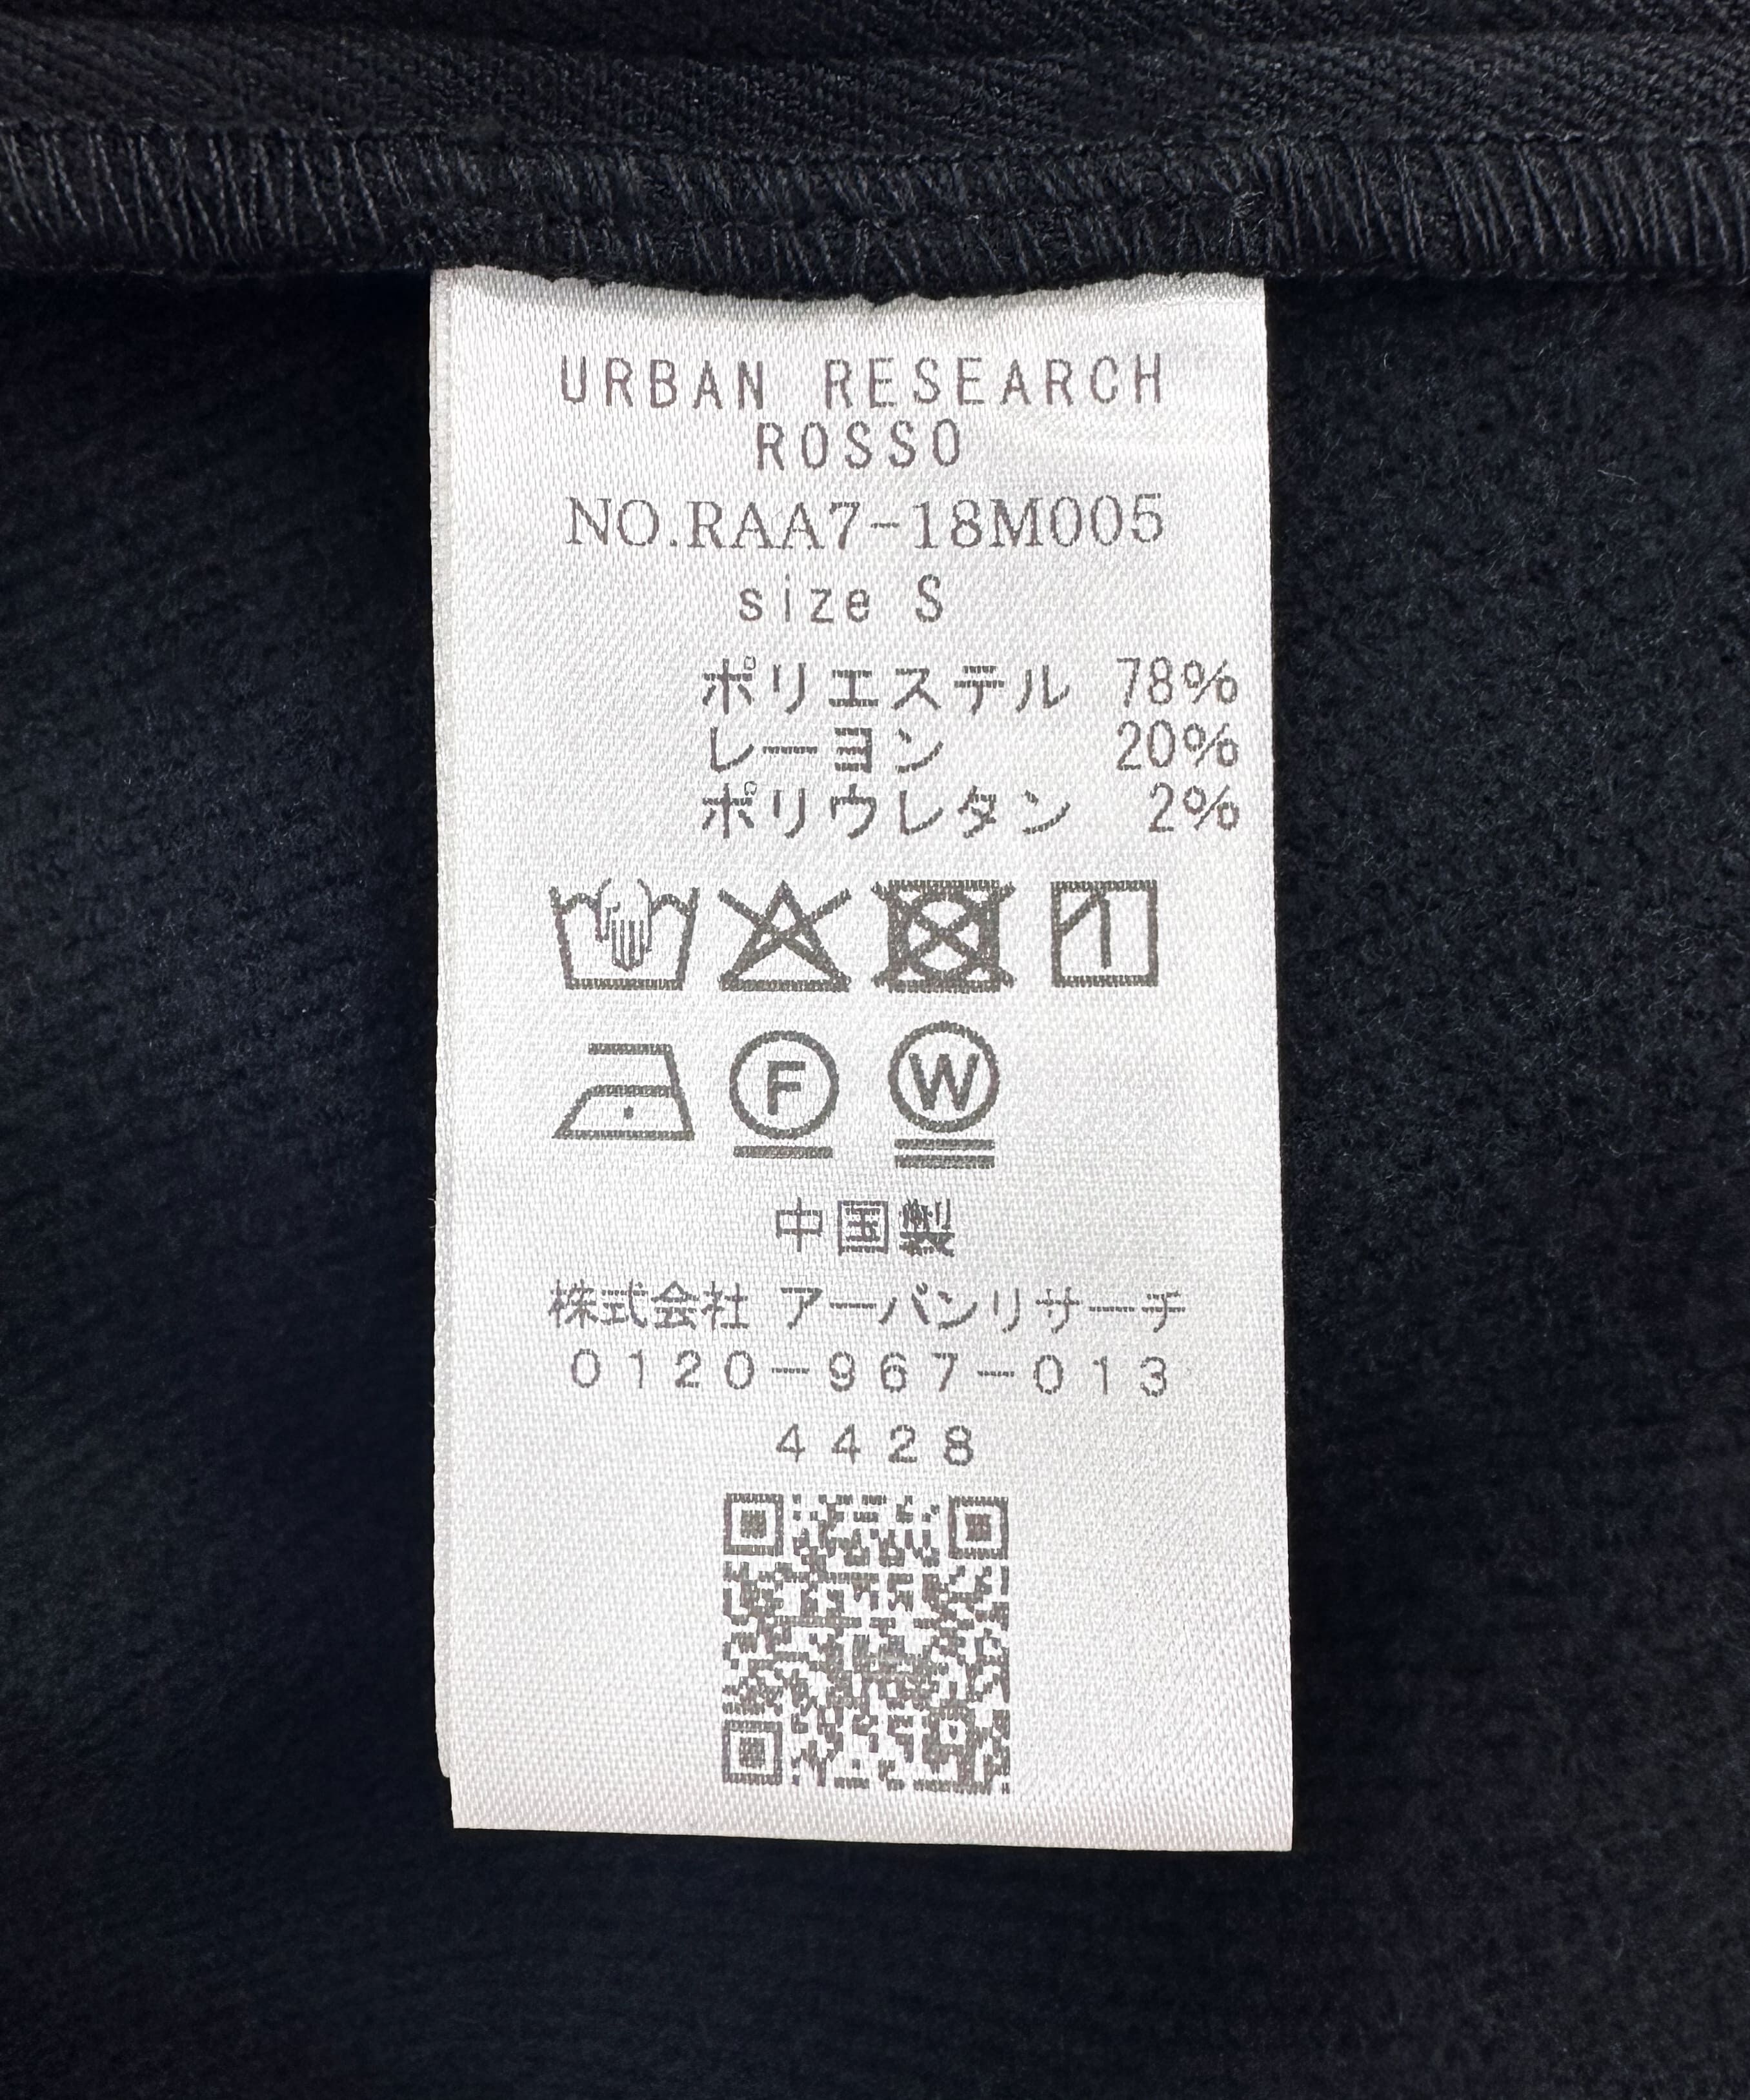 URBAN RESEARCH
ROSSO
NO.RAA7-18M005
size S
ポリエステル 78%
レーヨン 20%
ポリウレタン 2%
F W
中国製
株式会社 アーバンリサーチ
0120-967-013
4428